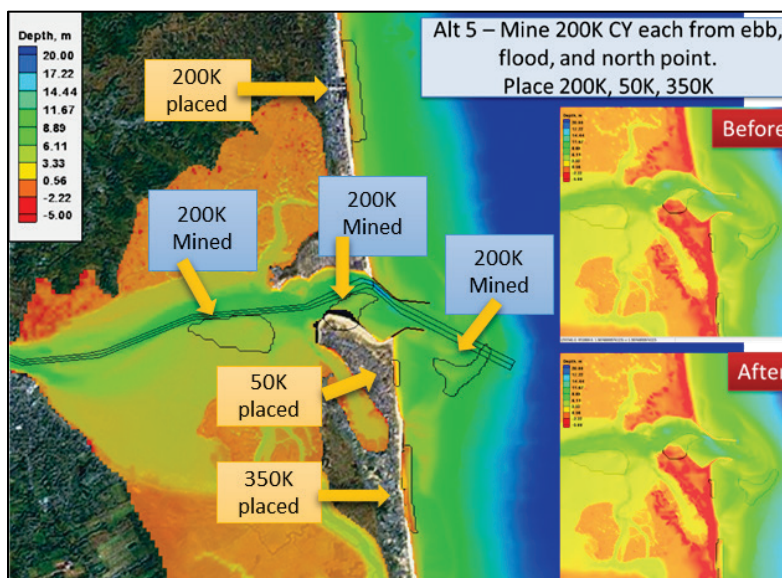 Depth, m
20.00
17.22
14.44
11.67
8.89
6.11
3.33
0.56
-2.22
-5.00
Alt 5 – Mine 200K CY each from ebb,
flood, and north point.
Place 200K, 50K, 350K
200K
placed
200K
Mined
200K
Mined
200K
Mined
50K
placed
350K
placed
Before
Depth, m
After
Depth, m